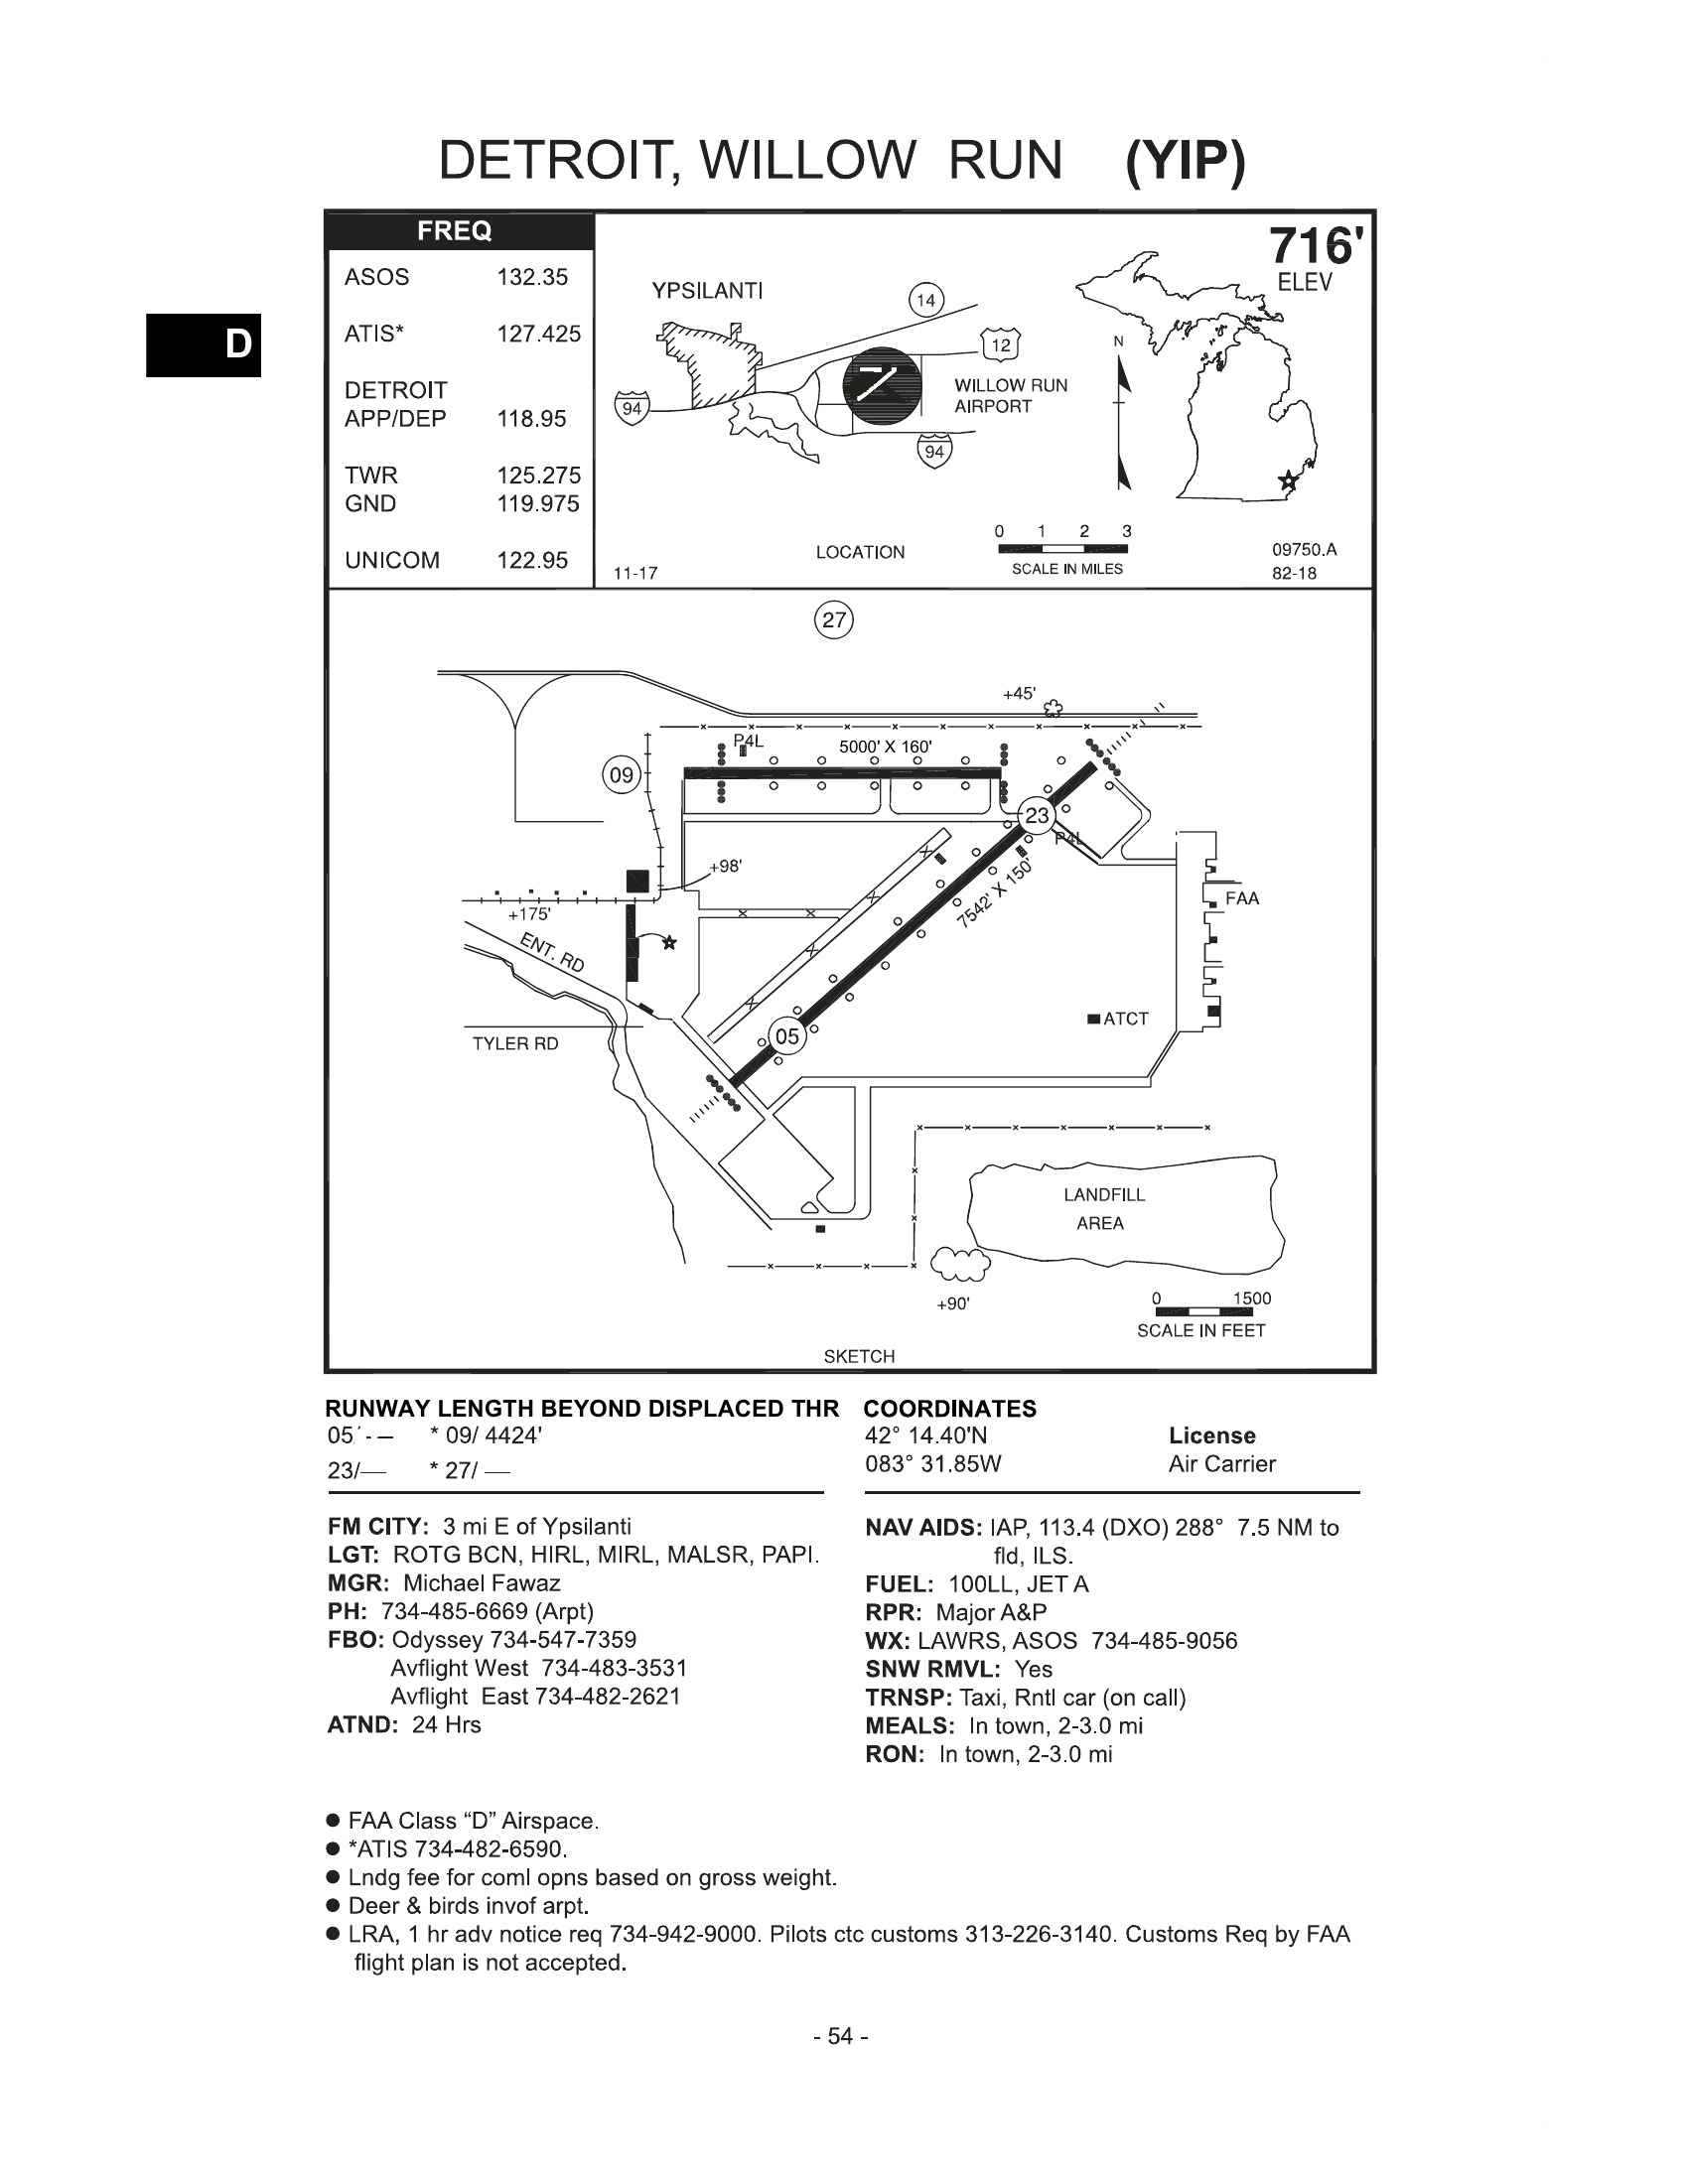 DETROIT, WILLOW RUN (YIP)
D
FREQ
ASOS 132.35
ATIS* 127.425
DETROIT
APP/DEP 118.95
TWR 125.275
GND 119.975
UNICOM 122.95
716'
ELEV
YPSILANTI
14
12
N
WILLOW RUN
AIRPORT
94
94
0 1 2 3
LOCATION
SCALE IN MILES
09750.A
11-17
82-18
27
+45'
P4L
5000' X 160'
09
23
P4L
+98'
7542' X 150'
FAA
+175'
ENT. RD
ATCT
05
TYLER RD
LANDFILL
AREA
+90'
0 1500
SCALE IN FEET
SKETCH
RUNWAY LENGTH BEYOND DISPLACED THR COORDINATES
05.´ - — * 09/ 4424' 42° 14.40'N License
23/— * 27/ — 083° 31.85W Air Carrier
FM CITY: 3 mi E of Ypsilanti
LGT: ROTG BCN, HIRL, MIRL, MALSR, PAPI.
MGR: Michael Fawaz
PH: 734-485-6669 (Arpt)
FBO: Odyssey 734-547-7359
Avflight West 734-483-3531
Avflight East 734-482-2621
ATND: 24 Hrs
NAV AIDS: IAP, 113.4 (DXO) 288° 7.5 NM to
fld, ILS.
FUEL: 100LL, JET A
RPR: Major A&P
WX: LAWRS, ASOS 734-485-9056
SNW RMVL: Yes
TRNSP: Taxi, Rntl car (on call)
MEALS: In town, 2-3.0 mi
RON: In town, 2-3.0 mi
● FAA Class “D” Airspace.
● *ATIS 734-482-6590.
● Lndg fee for coml opns based on gross weight.
● Deer & birds invof arpt.
● LRA, 1 hr adv notice req 734-942-9000. Pilots ctc customs 313-226-3140. Customs Req by FAA
flight plan is not accepted.
- 54 -